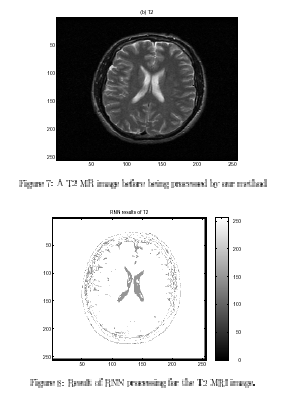 (b) T2
50
100
150
200
250
50 100 150 200 250
Figure 7: A T2 MR image before being processed by our method
RNN results of T2
50
100
150
200
250
50 100 150 200 250
250
200
150
100
50
0
Figure 8: Result of RNN processing for the T2 MRI image.